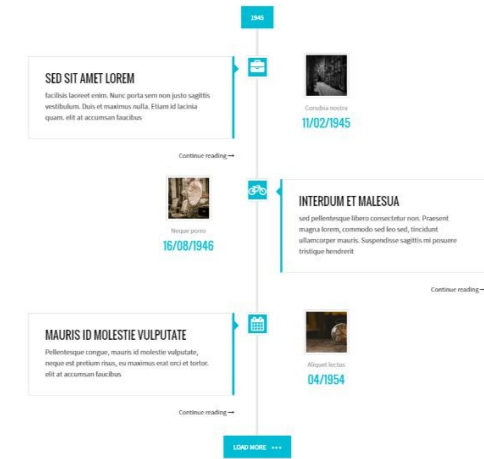 1945
SED SIT AMET LOREM
facilisis laoreet enim. Nunc porta sem non justo sagittis
vestibulum. Duis et maximus nulla. Etiam id lacinia
quam. elit at accumsan faucibus
Continue reading →
Conubia nostra
11/02/1945
Neque porro
16/08/1946
INTERDUM ET MALESUA
sed pellentesque libero consectetur non. Praesent
magna lorem, commodo sed leo sed, tincidunt
ullamcorper mauris. Suspendisse sagittis mi posuere
tristique hendrerit
Continue reading →
MAURIS ID MOLESTIE VULPUTATE
Pellentesque congue, mauris id molestie vulputate,
neque est pretium risus, eu maximus erat orci et tortor.
elit at accumsan faucibus
Continue reading →
Aliquet lectus
04/1954
LOAD MORE •••